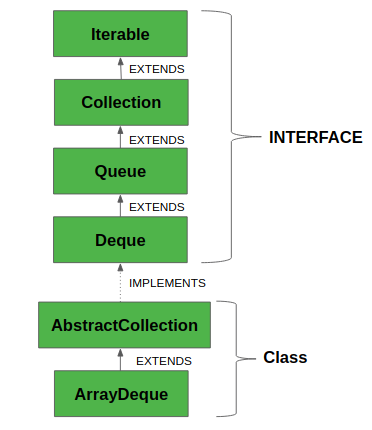 Iterable
EXTENDS
Collection
EXTENDS
INTERFACE
Queue
EXTENDS
Deque
IMPLEMENTS
AbstractCollection
EXTENDS
Class
ArrayDeque